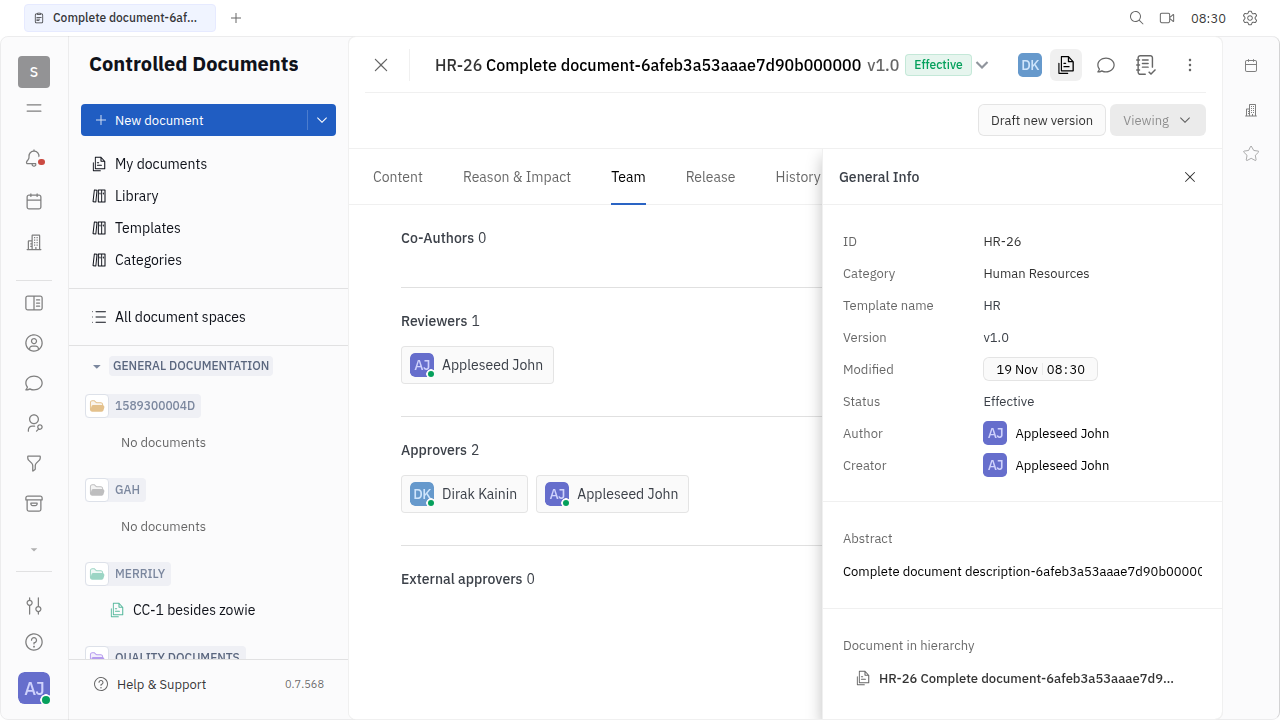 Complete document-6af...
08:30
S
Controlled Documents
New document
My documents
Library
Templates
Categories
All document spaces
GENERAL DOCUMENTATION
1589300004D
No documents
GAH
No documents
MERRILY
CC-1 besides zowie
QUALITY DOCUMENTS
Help & Support
0.7.568
AJ
HR-26 Complete document-6afeb3a53aaae7d90b000000 v1.0 Effective
DK
Draft new version
Viewing
Content Reason & Impact Team Release History
Co-Authors 0
Reviewers 1
AJ Appleseed John
Approvers 2
DK Dirak Kainin AJ Appleseed John
External approvers 0
General Info
ID HR-26
Category Human Resources
Template name HR
Version v1.0
Modified 19 Nov 08:30
Status Effective
Author AJ Appleseed John
Creator AJ Appleseed John
Abstract
Complete document description-6afeb3a53aaae7d90b0000
Document in hierarchy
HR-26 Complete document-6afeb3a53aaae7d9...